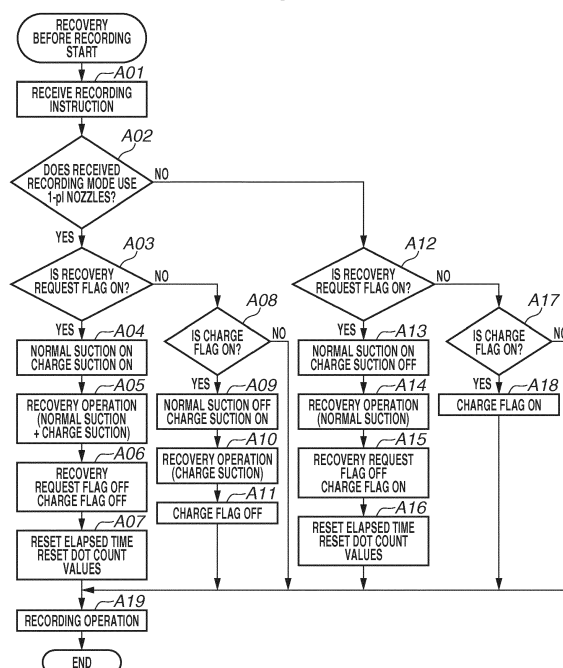 RECOVERY
BEFORE RECORDING
START
A01
RECEIVE RECORDING
INSTRUCTION
A02
DOES RECEIVED
RECORDING MODE USE
1-pl NOZZLES?
NO
YES
A03
IS RECOVERY
REQUEST FLAG ON?
NO
YES
A04
NORMAL SUCTION ON
CHARGE SUCTION ON
A05
RECOVERY OPERATION
(NORMAL SUCTION
+ CHARGE SUCTION)
A06
RECOVERY
REQUEST FLAG OFF
CHARGE FLAG OFF
A07
RESET ELAPSED TIME
RESET DOT COUNT
VALUES
A08
IS CHARGE
FLAG ON?
NO
YES
A09
NORMAL SUCTION OFF
CHARGE SUCTION ON
A10
RECOVERY OPERATION
(CHARGE SUCTION)
A11
CHARGE FLAG OFF
A12
IS RECOVERY
REQUEST FLAG ON?
NO
YES
A13
NORMAL SUCTION ON
CHARGE SUCTION OFF
A14
RECOVERY OPERATION
(NORMAL SUCTION)
A15
RECOVERY REQUEST
FLAG OFF
CHARGE FLAG ON
A16
RESET ELAPSED TIME
RESET DOT COUNT
VALUES
A17
IS CHARGE
FLAG ON?
YES
A18
CHARGE FLAG ON
A19
RECORDING OPERATION
END